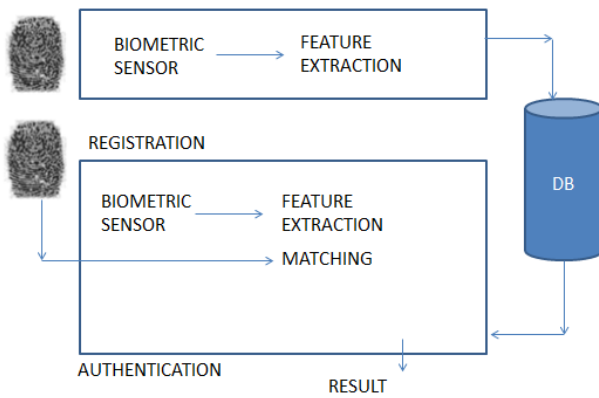 BIOMETRIC
SENSOR
FEATURE
EXTRACTION
REGISTRATION
DB
BIOMETRIC
SENSOR
FEATURE
EXTRACTION
MATCHING
AUTHENTICATION
RESULT